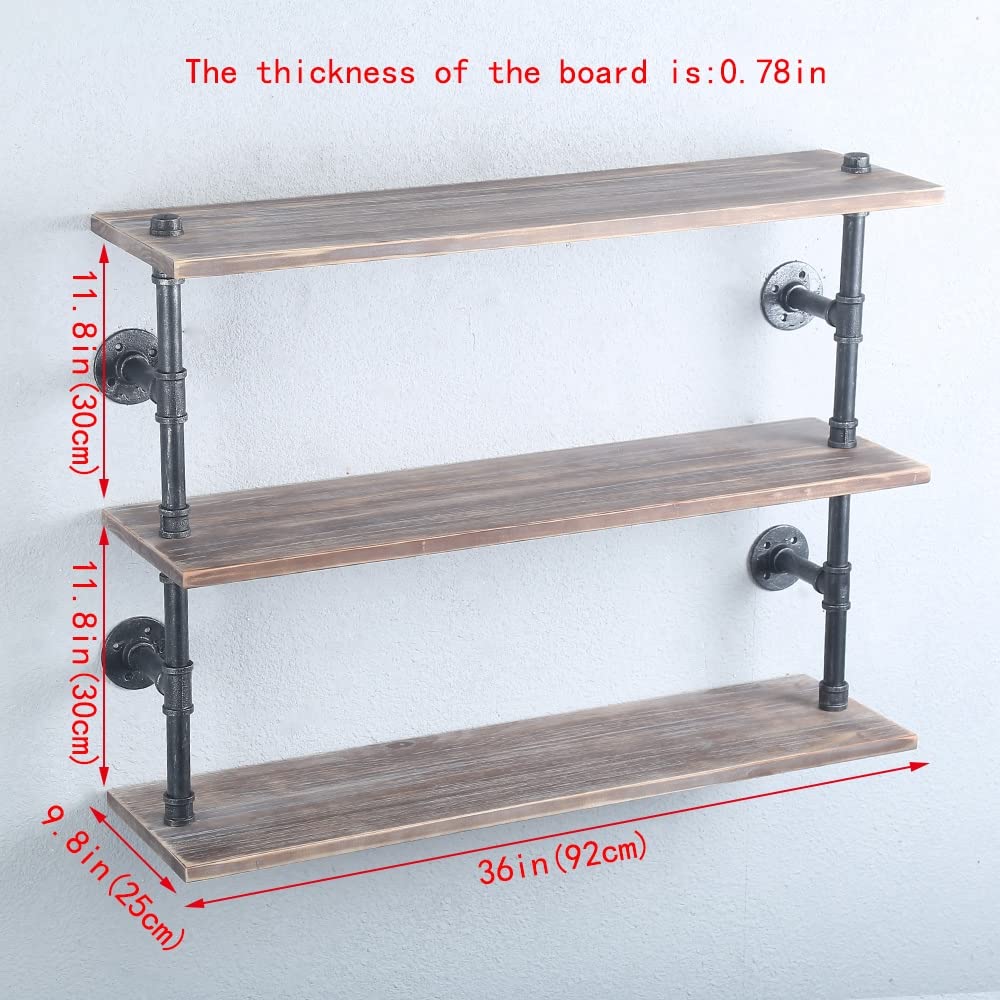 The thickness of the board is:0.78in
11.8in(30cm)
11.8in(30cm)
9.8in(25cm)
36in(92cm)